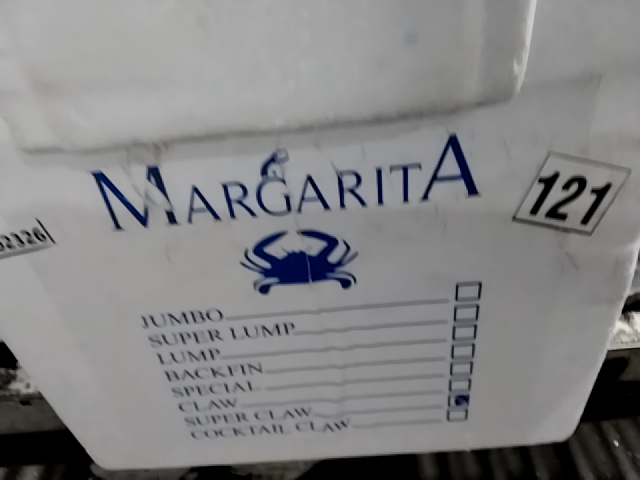 MARGARITA
121
JUMBO
SUPER LUMP
LUMP
BACKFIN
SPECIAL
CLAW
SUPER CLAW
COCKTAIL CLAW